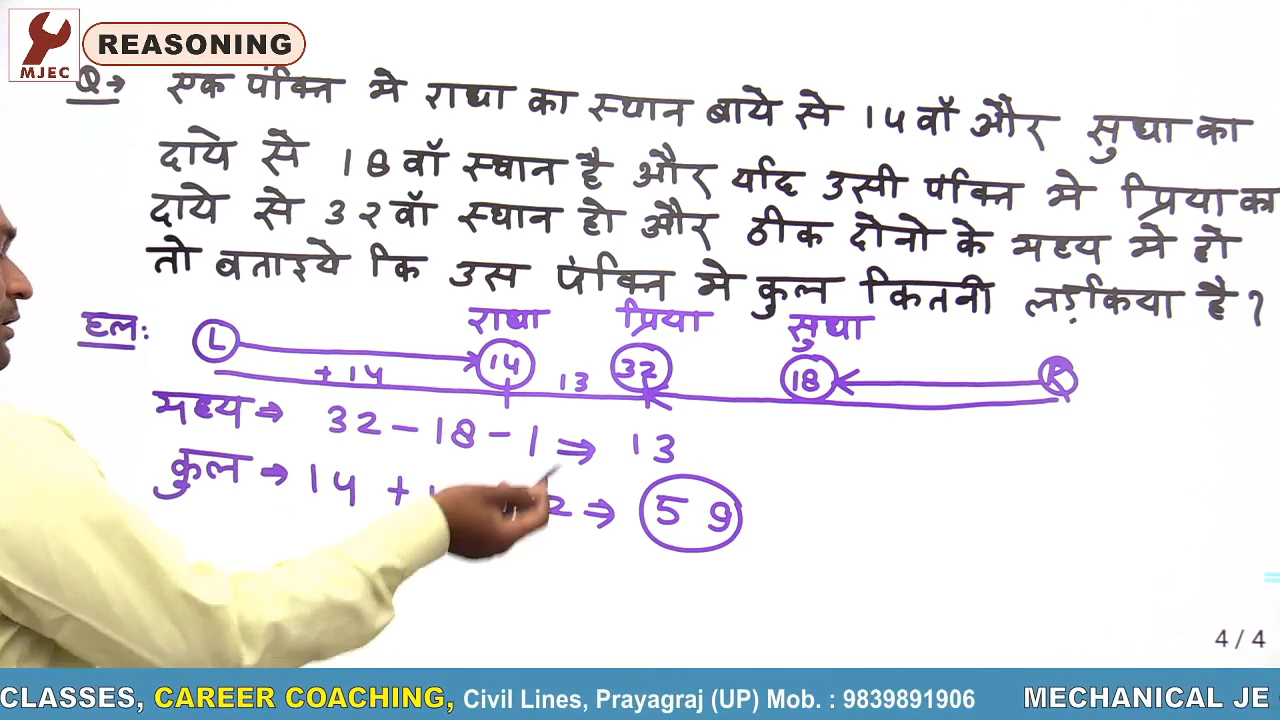 MJEC
REASONING
Q→ एक पंक्ति मे राधा का स्थान बाये से 14वाँ और सुधा का
दाये से 18वाँ स्थान है और यदि उसी पंक्ति मे प्रिया का
दाये से 32वाँ स्थान हो और ठीक दोनो के मध्य मे हो
तो बताइये कि उस पंक्ति मे कुल कितनी लड़किया है?
हल:
राधा प्रिया सुधा
L 14 32 18 R
+14 13
मध्य ⇒ 32-18-1 ⇒ 13
कुल → 14 + 2 ⇒ 59
4/4
CLASSES, CAREER COACHING, Civil Lines, Prayagraj (UP) Mob. : 9839891906 MECHANICAL JE